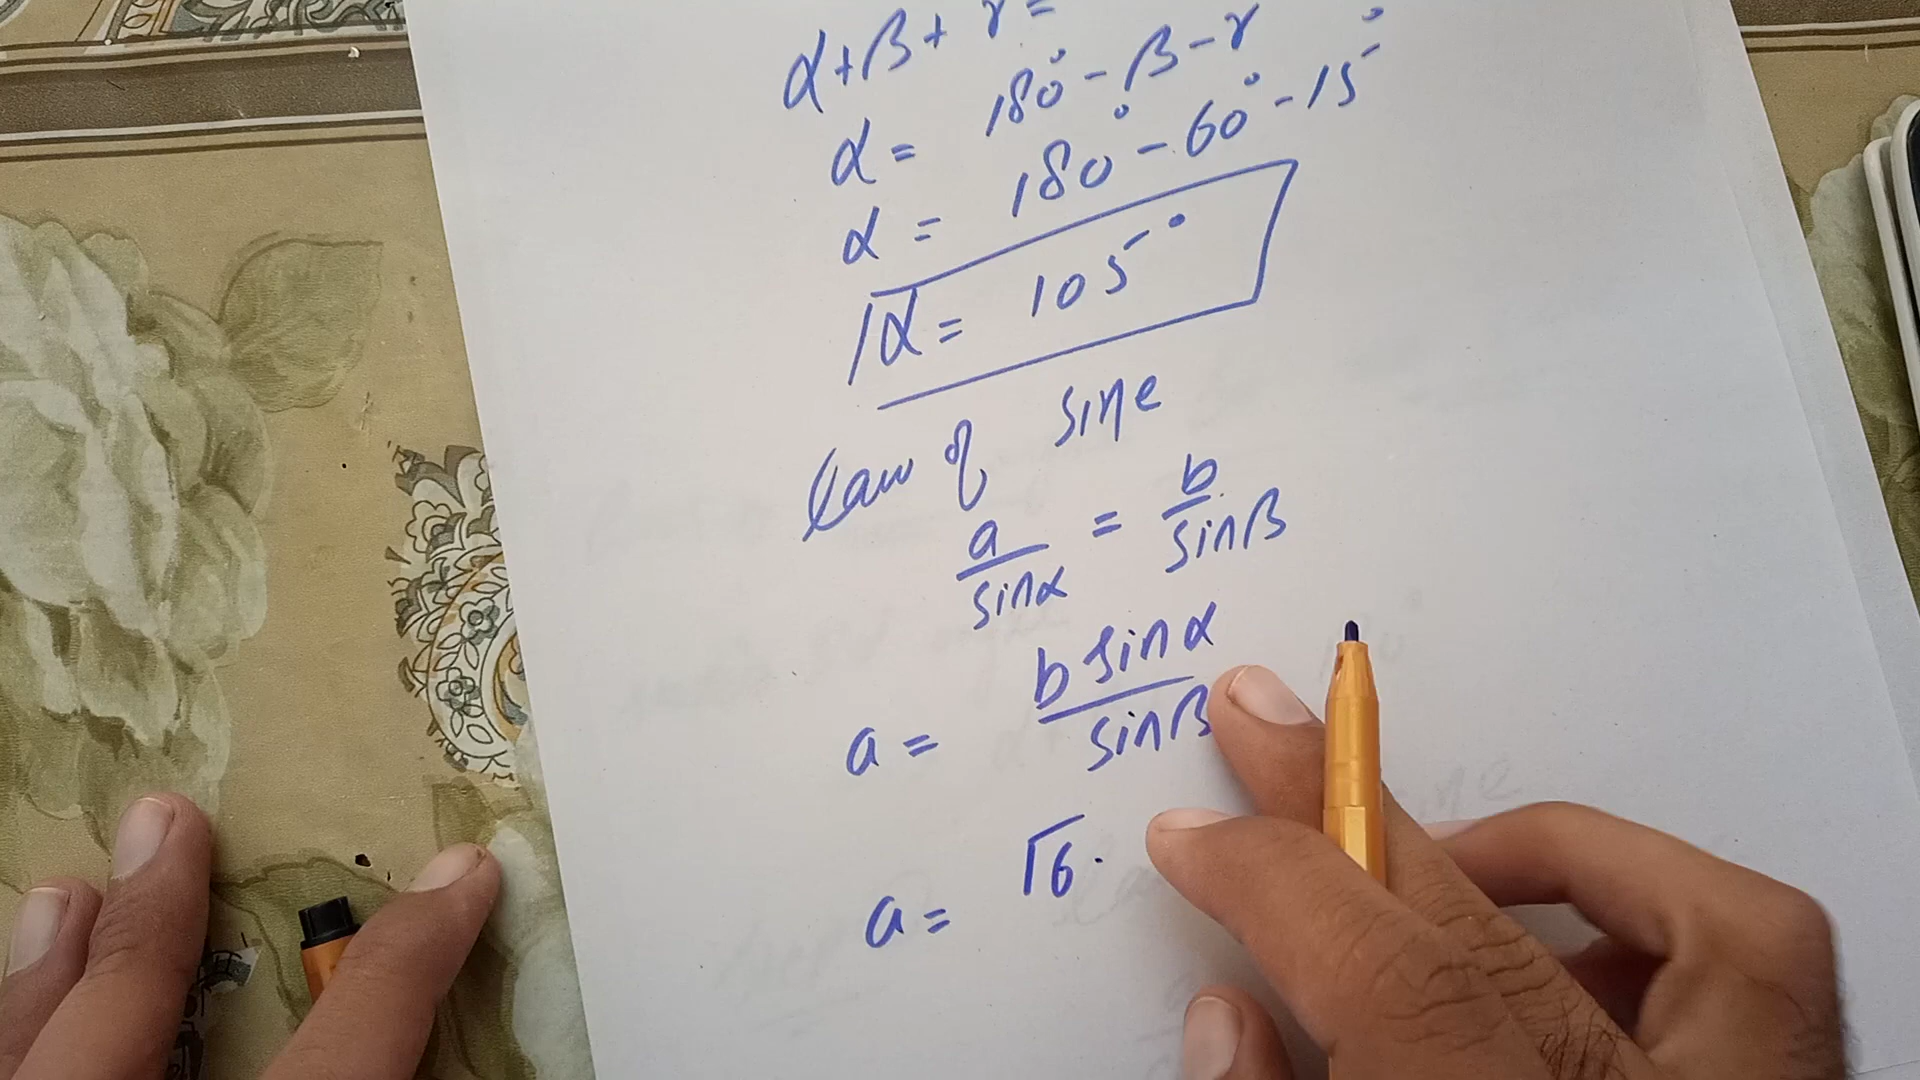 α+β+γ=
α= 180°-β-γ
α= 180°-60°-15°
α= 105°
law of sine
a/sinα = b/sinβ
a= b sinα/sinβ
a= √6·